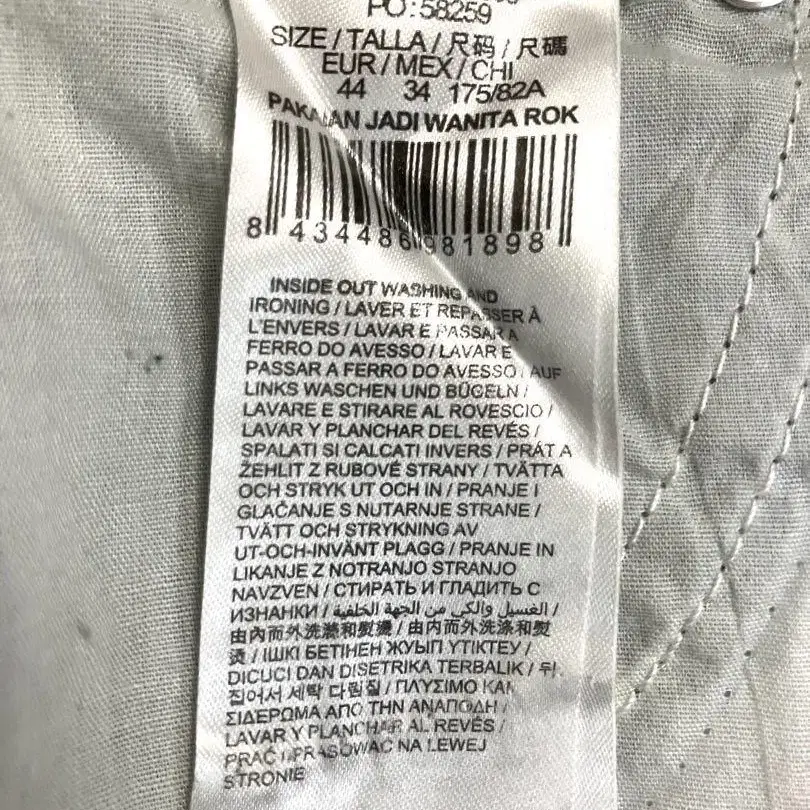 PO:58259
SIZE / TALLA / 尺码 / 尺碼
EUR / MEX / CHI
44 34 175/82A
PAKAIAN JADI WANITA ROK
8 434486 981898
INSIDE OUT WASHING AND
IRONING / LAVER ET REPASSER À
L'ENVERS / LAVAR E PASSAR A
FERRO DO AVESSO / LAVAR E
PASSAR A FERRO DO AVESSO / AUF
LINKS WASCHEN UND BÜGELN /
LAVARE E STIRARE AL ROVESCIO /
LAVAR Y PLANCHAR DEL REVÉS /
SPALATI SI CALCATI INVERS / PRÁT A
ŽEHLIT Z RUBOVÉ STRANY / TVÄTTA
OCH STRYK UT OCH IN / PRANJE I
GLAČANJE S NUTARNJE STRANE /
TVÄTT OCH STRYKNING AV
UT-OCH-INVÄNT PLAGG / PRANJE IN
LIKANJE Z NOTRANJO STRANJO
NAVZVEN / СТИРАТЬ И ГЛАДИТЬ С
ИЗНАНКИ / الغسيل والكي من الجهة الخلفية /
由內而外洗滌和熨燙 / 由内而外洗涤和熨
烫 / ІШКІ БЕТІНЕН ЖУЫП ҮТІКТЕУ /
DICUCI DAN DISETRIKA TERBALIK / 뒤
집어서 세탁 다림질 / ΠΛΥΣΙΜΟ ΚΑΙ
ΣΙΔΕΡΩΜΑ ΑΠΟ ΤΗΝ ΑΝΑΠΟΔΗ /
LAVAR Y PLANCHAR AL REVÉS /
PRAĆ I PRASOWAĆ NA LEWEJ
STRONIE